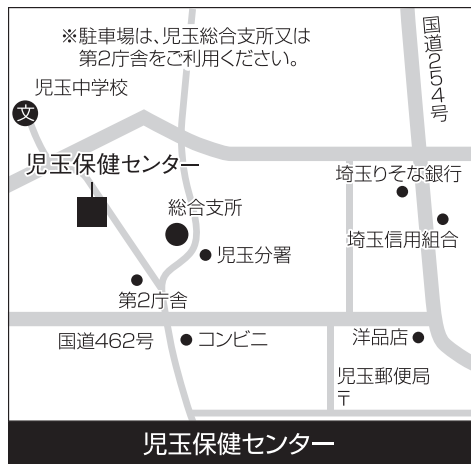 ※駐車場は、児玉総合支所又は
第2庁舎をご利用ください。
国道254号
児玉中学校
文
児玉保健センター
埼玉りそな銀行
総合支所
埼玉信用組合
児玉分署
第2庁舎
国道462号
コンビニ
洋品店
児玉郵便局
〒
児玉保健センター